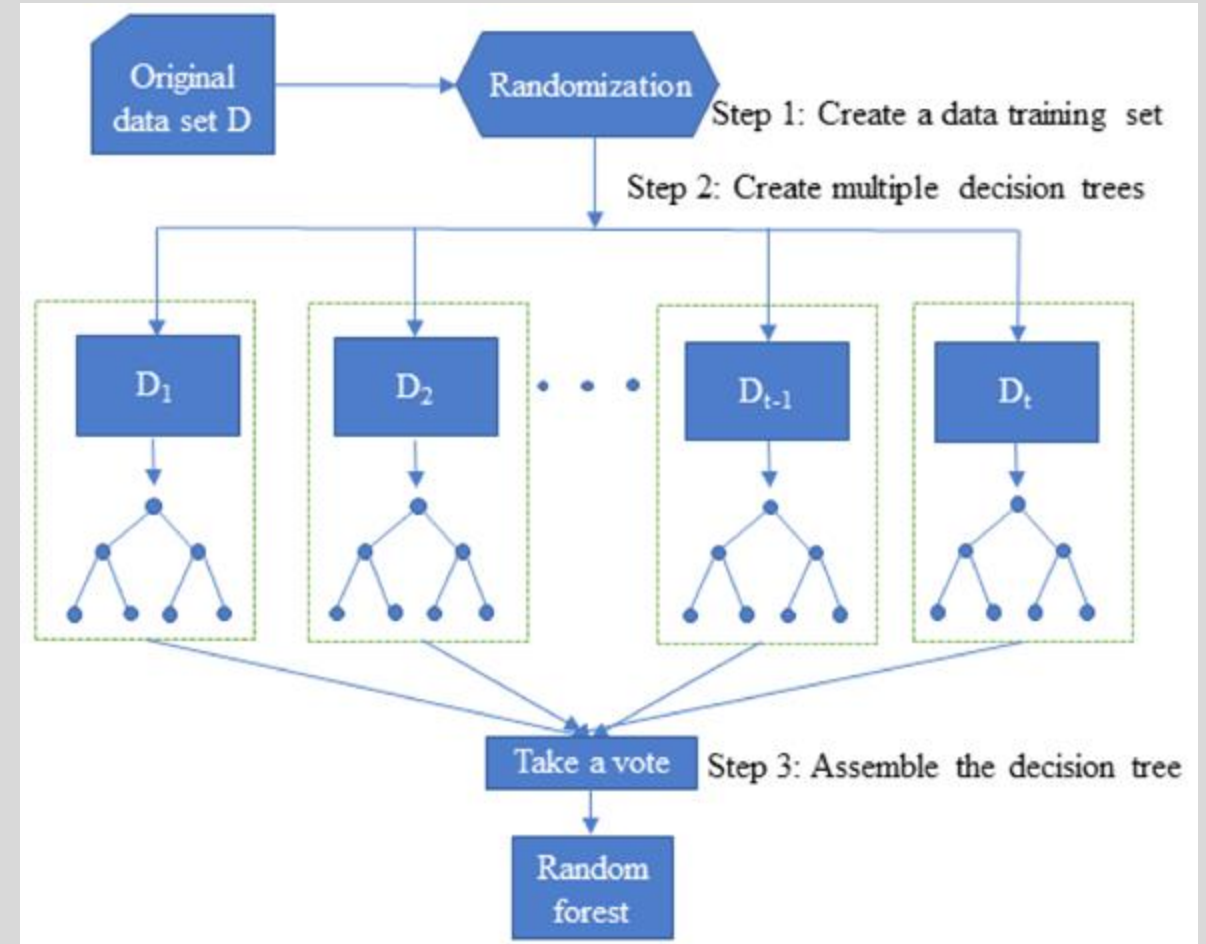 Original
data set D
Randomization
Step 1: Create a data training set
Step 2: Create multiple decision trees
D₁
D₂
Dₜ₋₁
Dₜ
Take a vote
Step 3: Assemble the decision tree
Random
forest